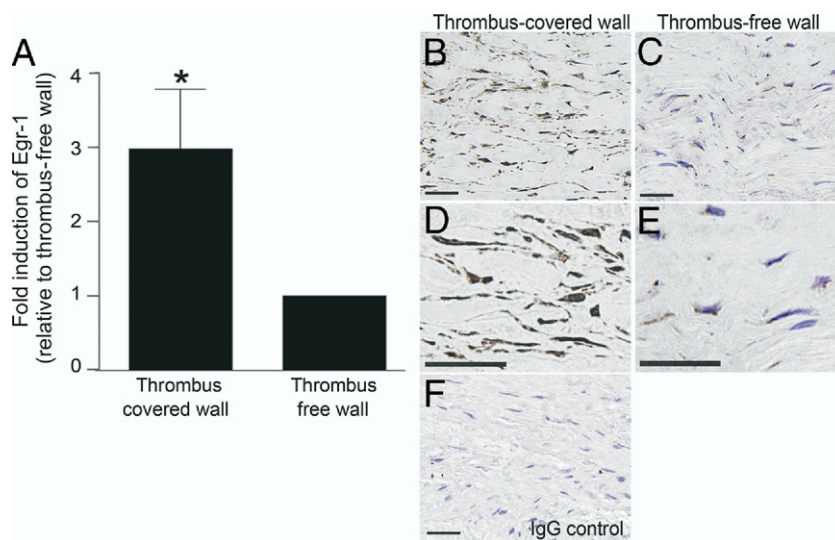 A
Fold induction of Egr-1
(relative to thrombus-free wall)
4
3
2
1
0
*
Thrombus
covered wall
Thrombus
free wall
Thrombus-covered wall
Thrombus-free wall
B
C
D
E
F
IgG control